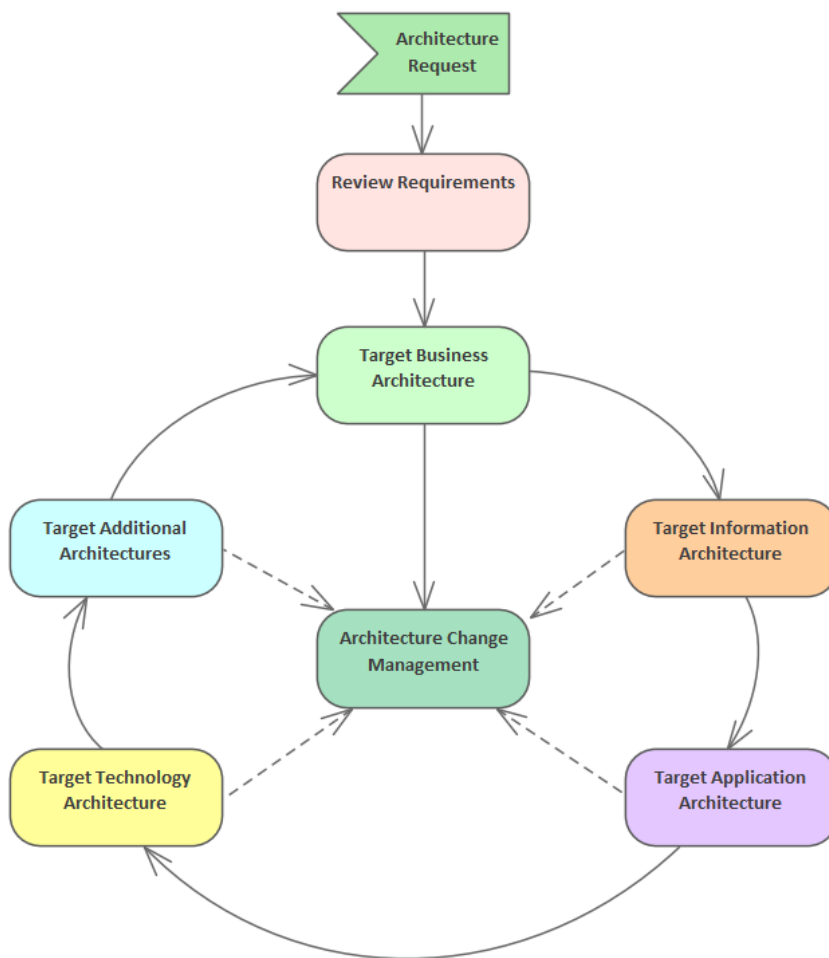 Architecture
Request
Review Requirements
Target Business
Architecture
Target Additional
Architectures
Target Information
Architecture
Architecture Change
Management
Target Technology
Architecture
Target Application
Architecture